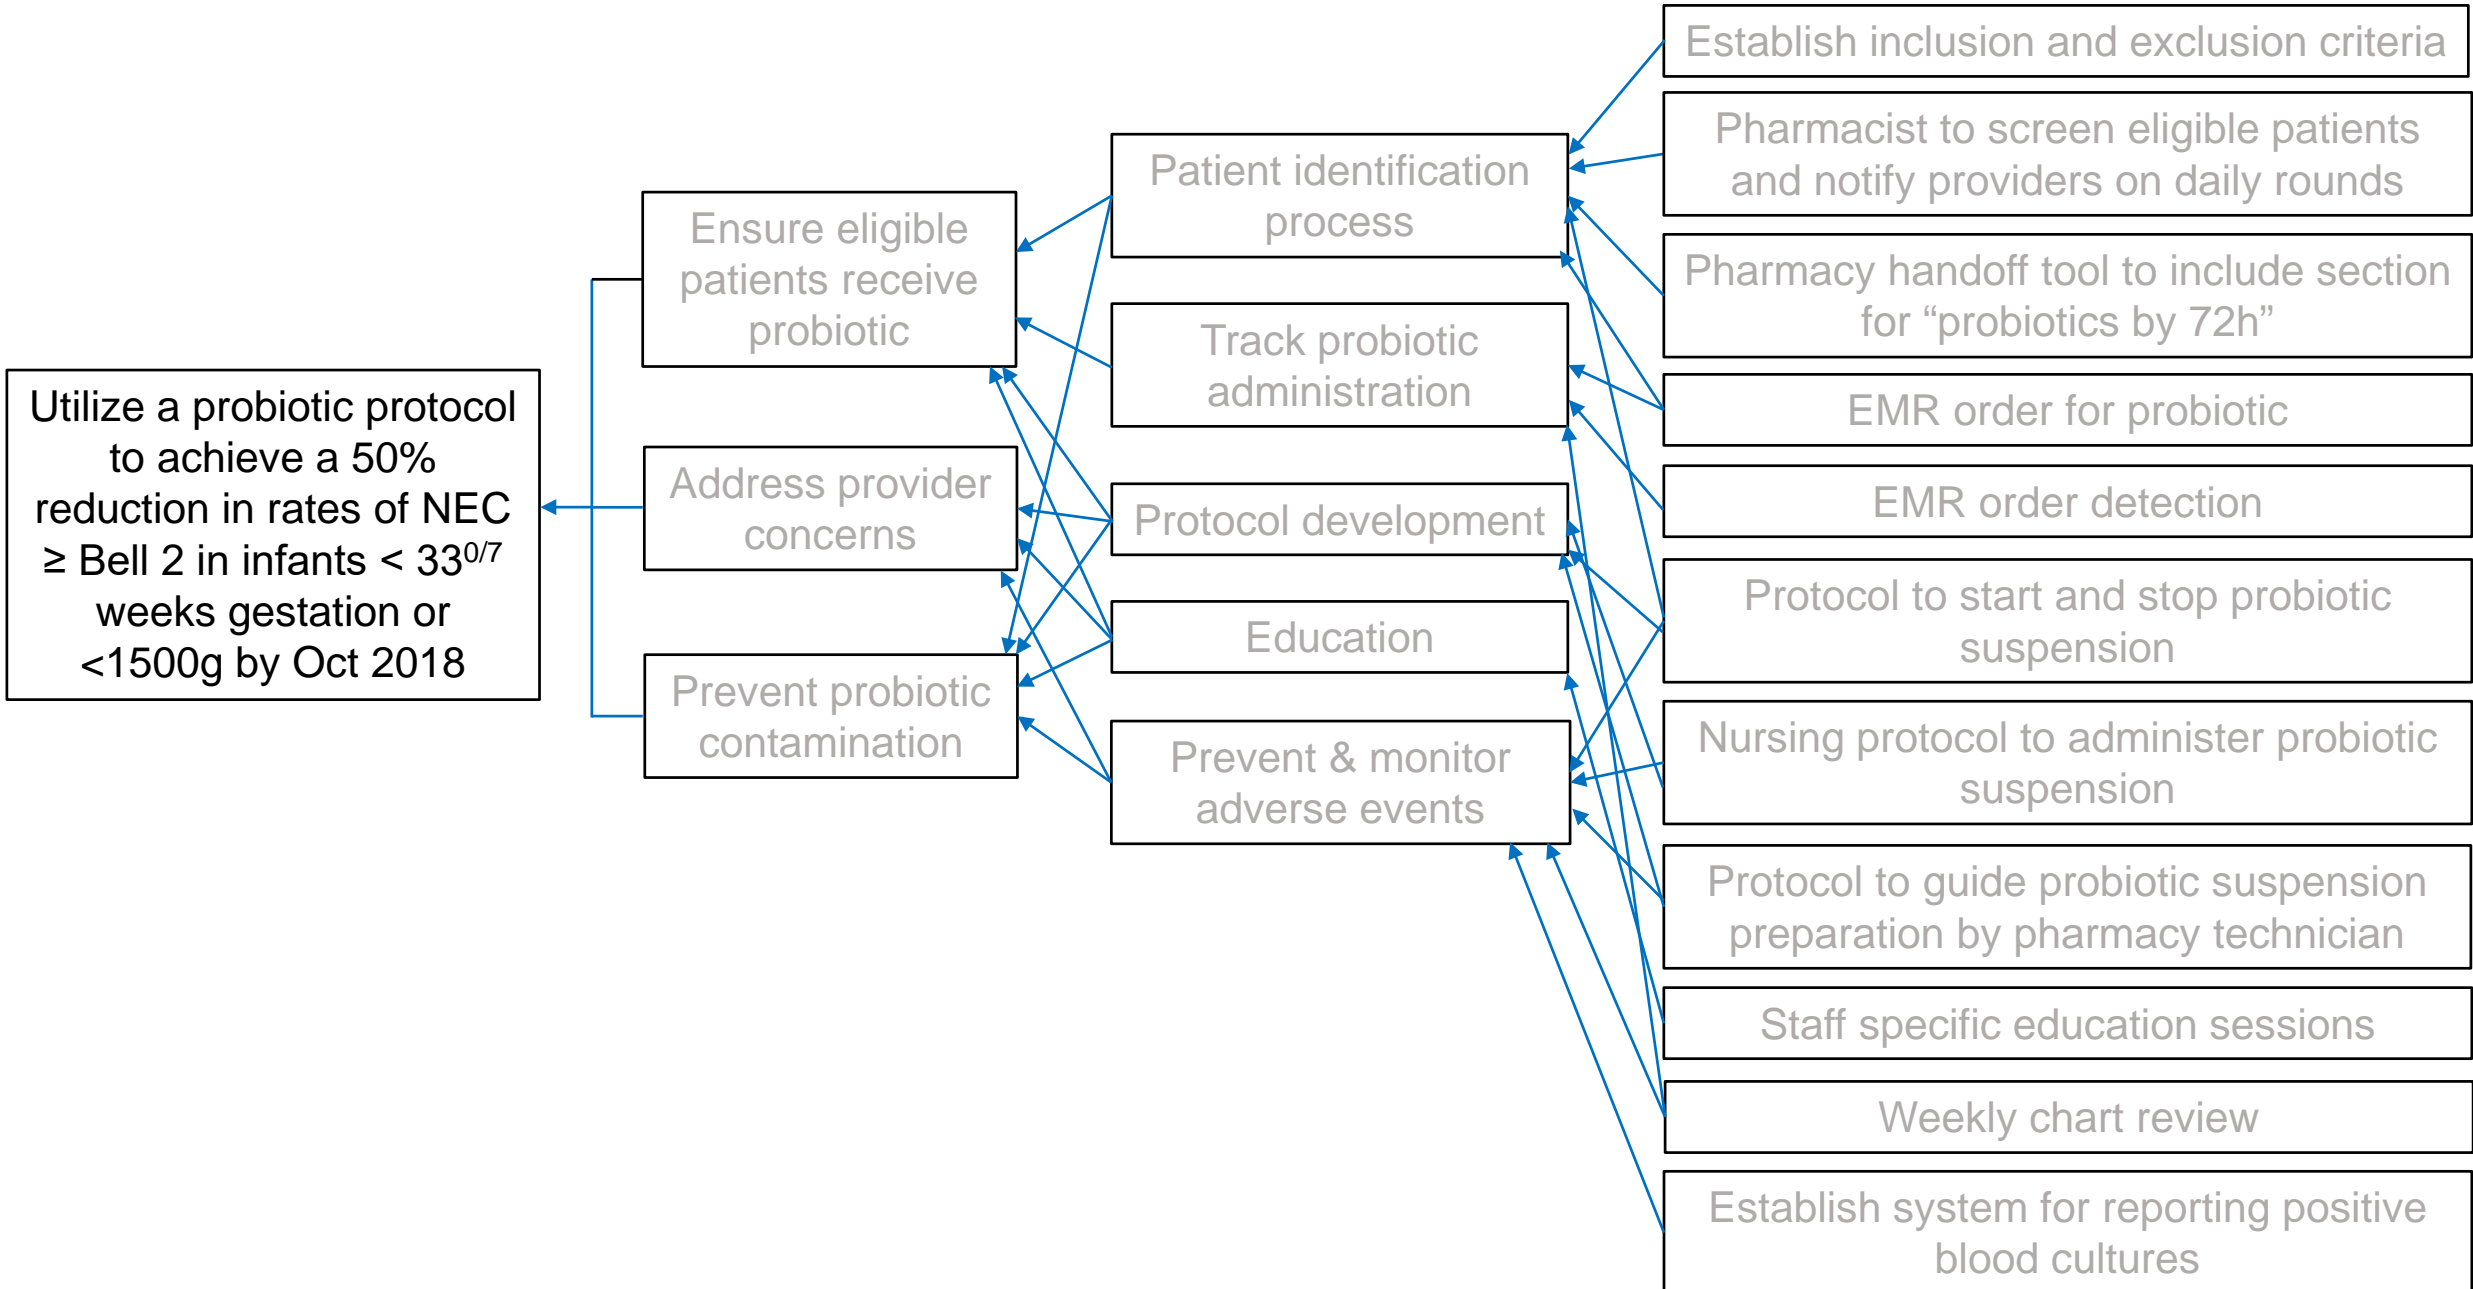 Utilize a probiotic protocol
to achieve a 50%
reduction in rates of NEC
≥ Bell 2 in infants < 33⁰ᐟ⁷
weeks gestation or
<1500g by Oct 2018
Ensure eligible
patients receive
probiotic
Address provider
concerns
Prevent probiotic
contamination
Patient identification
process
Track probiotic
administration
Protocol development
Education
Prevent & monitor
adverse events
Establish inclusion and exclusion criteria
Pharmacist to screen eligible patients
and notify providers on daily rounds
Pharmacy handoff tool to include section
for “probiotics by 72h”
EMR order for probiotic
EMR order detection
Protocol to start and stop probiotic
suspension
Nursing protocol to administer probiotic
suspension
Protocol to guide probiotic suspension
preparation by pharmacy technician
Staff specific education sessions
Weekly chart review
Establish system for reporting positive
blood cultures